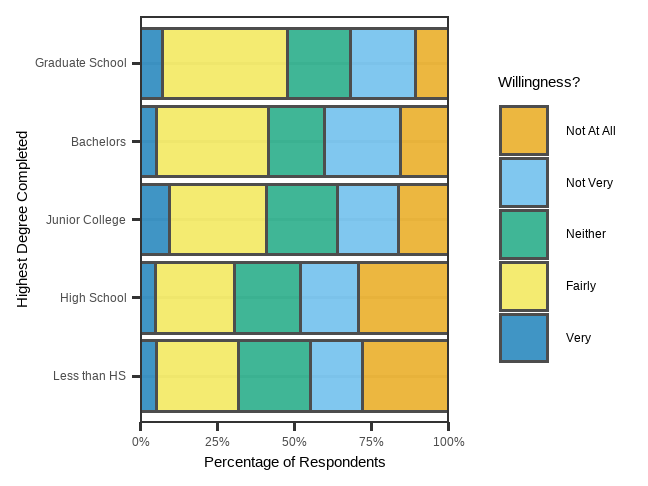 Highest Degree Completed
Graduate School
Bachelors
Junior College
High School
Less than HS
0% 25% 50% 75% 100%
Percentage of Respondents
Willingness?
Not At All
Not Very
Neither
Fairly
Very